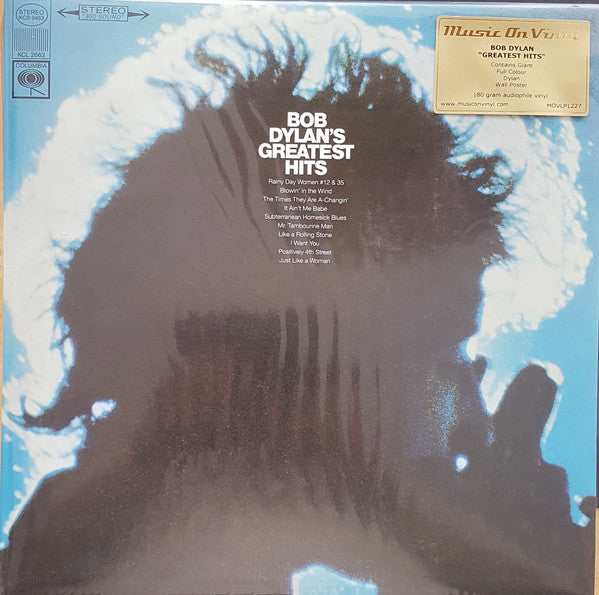 STEREO
KCS 9463
KCL 2663
COLUMBIA
STEREO
"360 SOUND"
Music On Vinyl
BOB DYLAN
"GREATEST HITS"
Contains Giant
Full Colour
Dylan
Wall Poster
180 gram audiophile vinyl
www.musiconvinyl.com MOVLP1227
BOB
DYLAN'S
GREATEST
HITS
Rainy Day Women #12 & 35
Blowin' in the Wind
The Times They Are A-Changin'
It Ain't Me Babe
Subterranean Homesick Blues
Mr. Tambourine Man
Like a Rolling Stone
I Want You
Positively 4th Street
Just Like a Woman